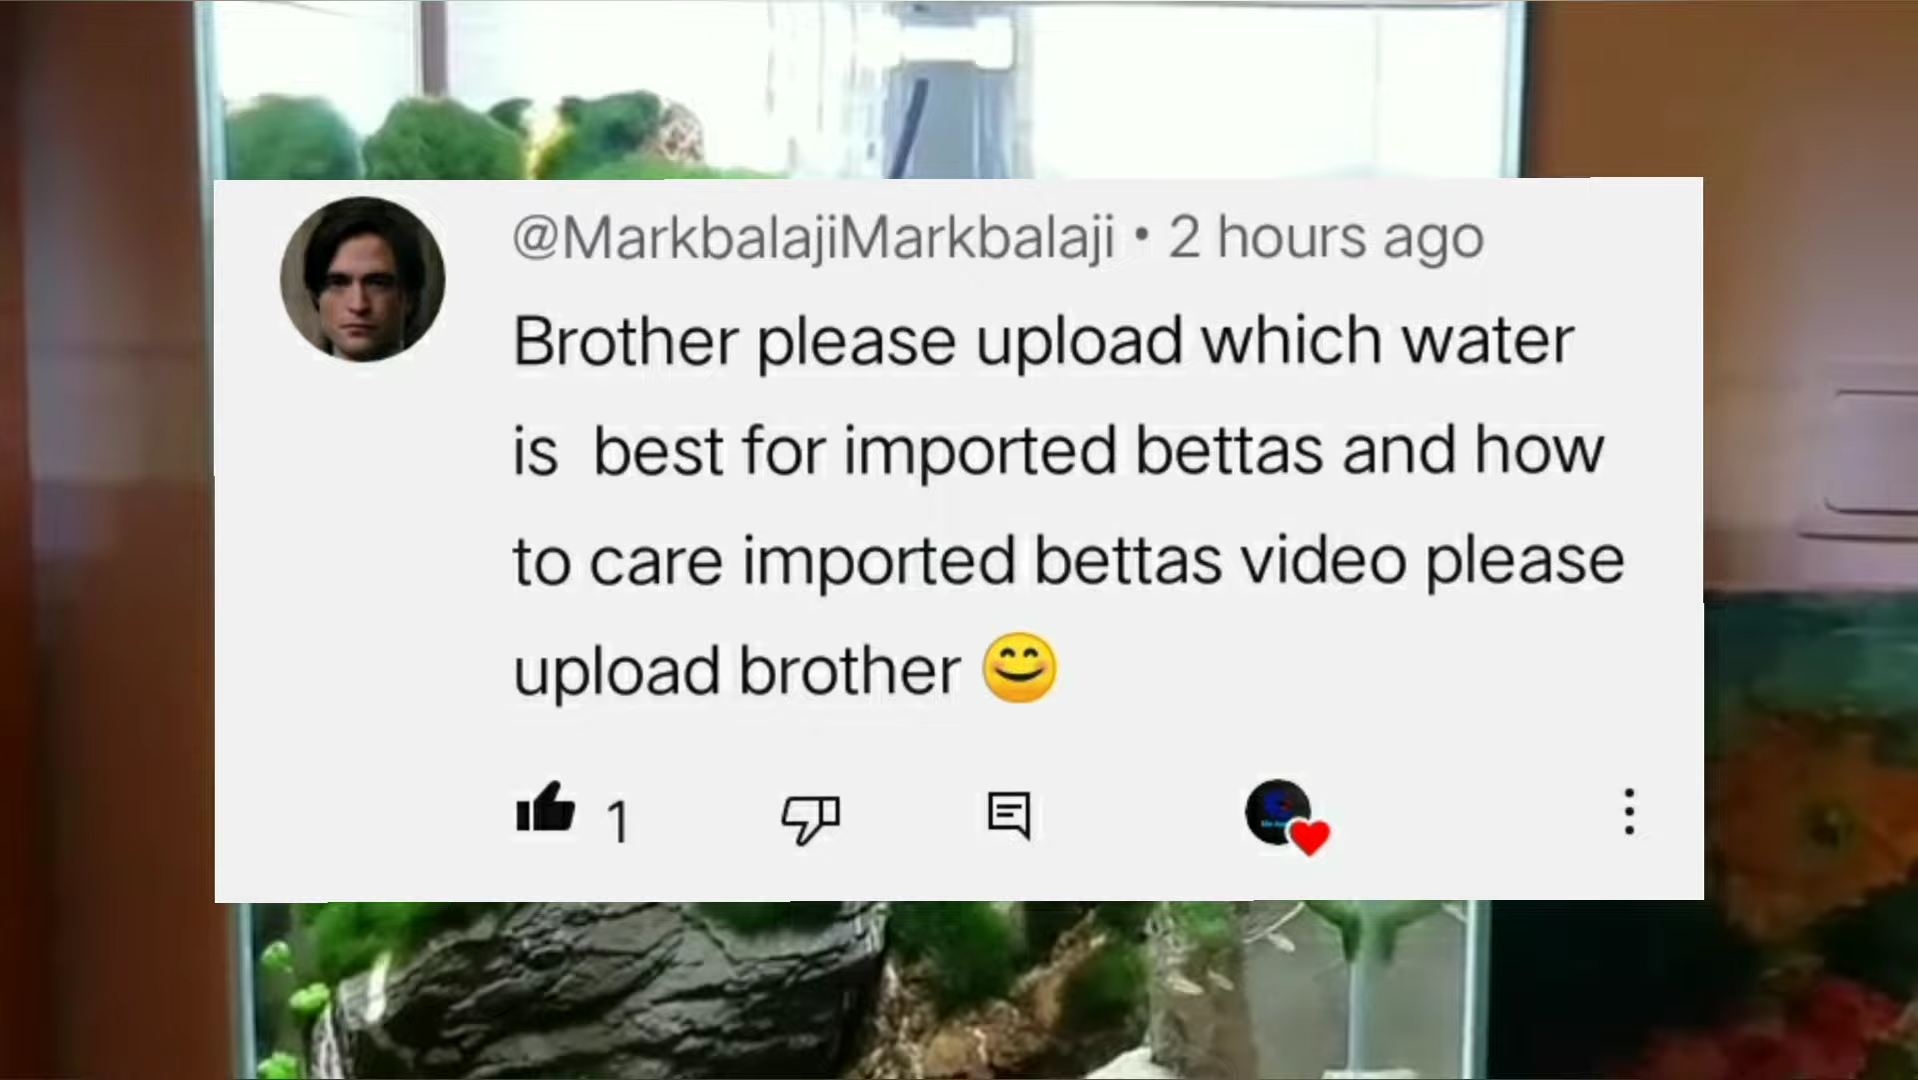 @MarkbalajiMarkbalaji • 2 hours ago
Brother please upload which water
is best for imported bettas and how
to care imported bettas video please
upload brother 😊
1